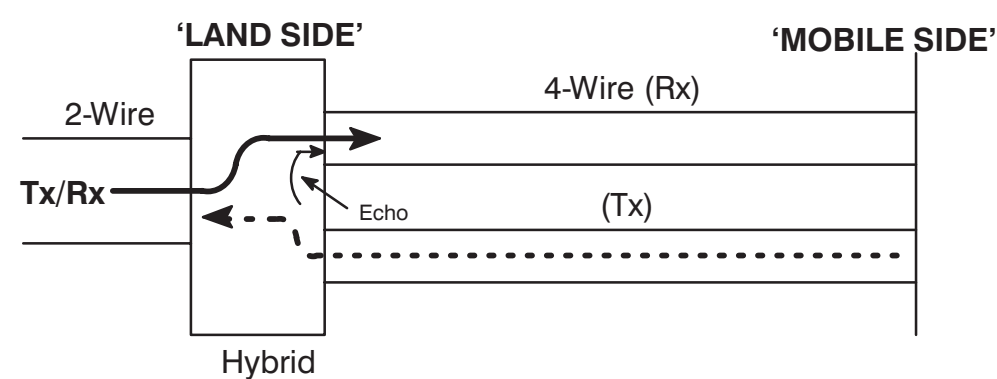 ‘LAND SIDE’
‘MOBILE SIDE’
2-Wire
4-Wire (Rx)
Tx/Rx
Echo
(Tx)
Hybrid